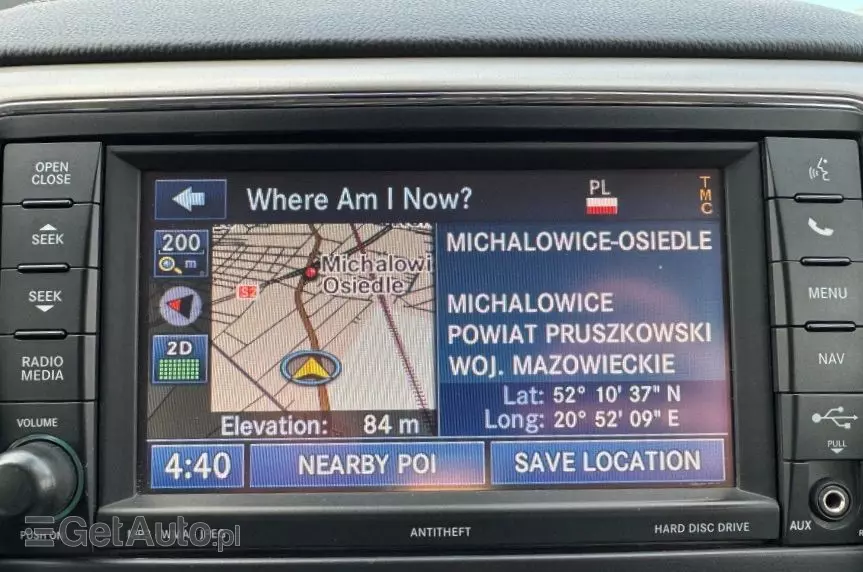 OPEN
CLOSE
SEEK
SEEK
RADIO
MEDIA
VOLUME
Where Am I Now?
PL
TMC
200
m
2D
S2
Michalowi
Osiedle
MICHALOWICE-OSIEDLE
MICHALOWICE
POWIAT PRUSZKOWSKI
WOJ. MAZOWIECKIE
Lat: 52° 10' 37" N
Long: 20° 52' 09" E
Elevation: 84 m
4:40
NEARBY POI
SAVE LOCATION
MENU
NAV
PULL
AUX
GetAuto.pl
ANTITHEFT
HARD DISC DRIVE